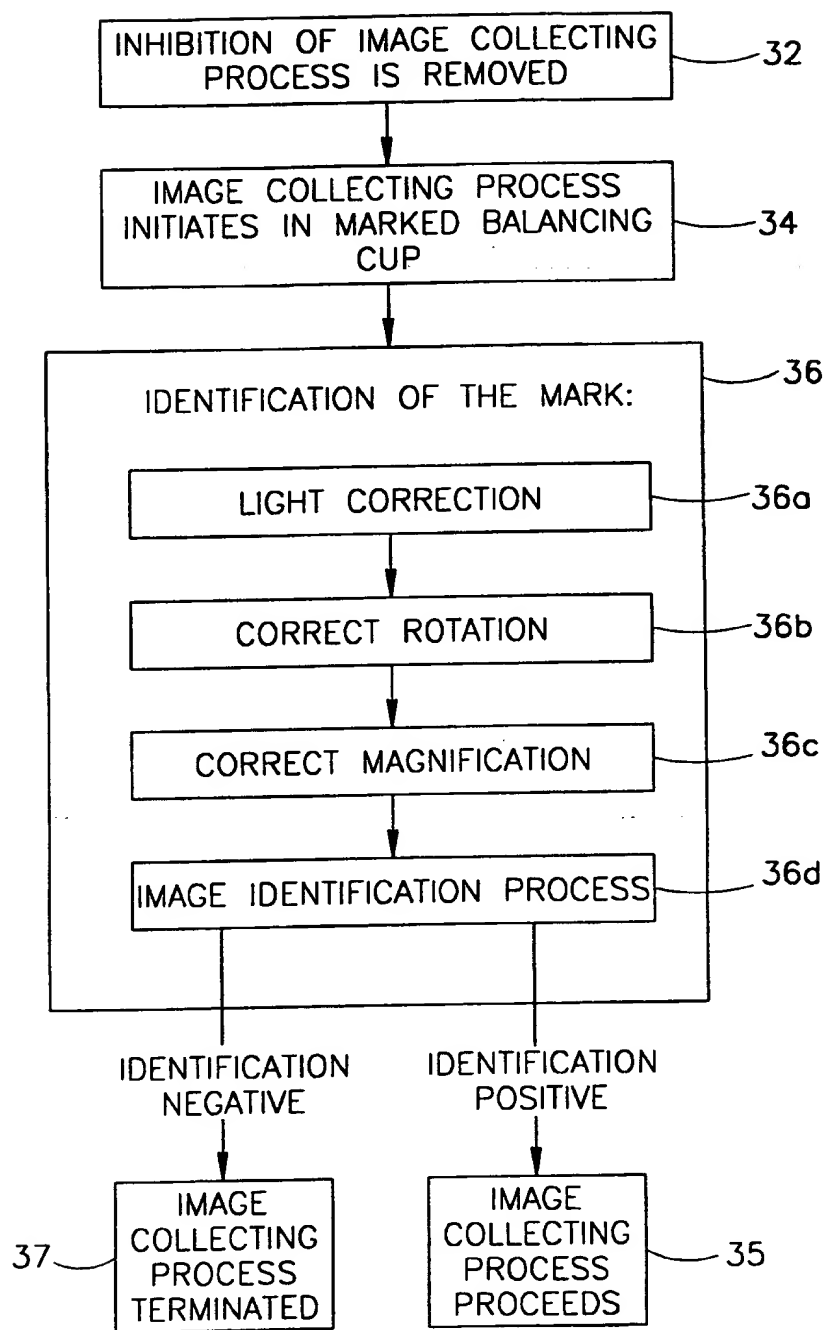 INHIBITION OF IMAGE COLLECTING
PROCESS IS REMOVED
32
IMAGE COLLECTING PROCESS
INITIATES IN MARKED BALANCING
CUP
34
36
IDENTIFICATION OF THE MARK:
LIGHT CORRECTION
36a
CORRECT ROTATION
36b
CORRECT MAGNIFICATION
36c
IMAGE IDENTIFICATION PROCESS
36d
IDENTIFICATION
NEGATIVE
IDENTIFICATION
POSITIVE
37
IMAGE
COLLECTING
PROCESS
TERMINATED
IMAGE
COLLECTING
PROCESS
PROCEEDS
35